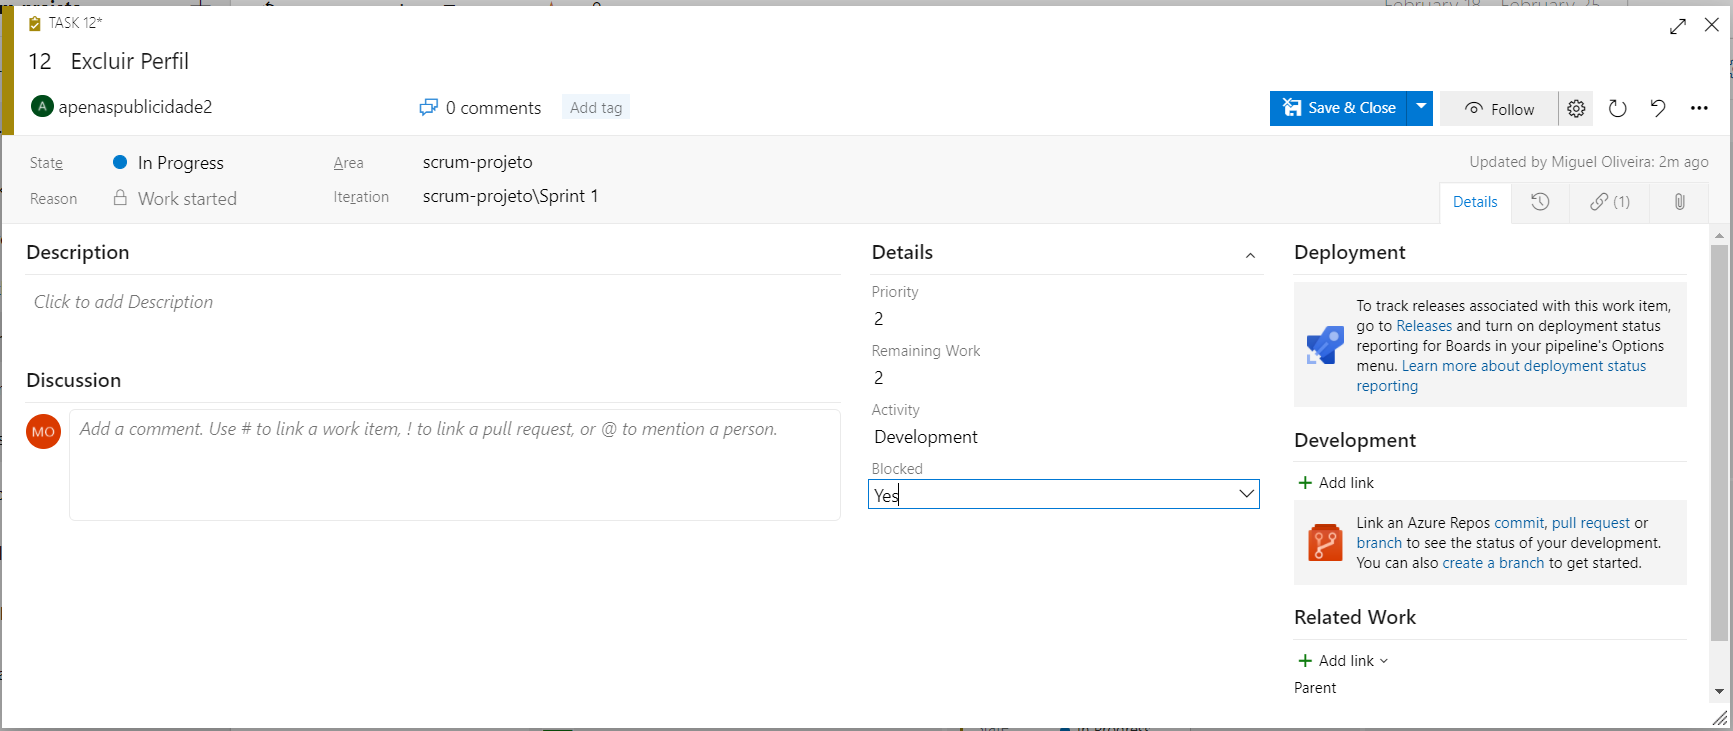 TASK 12*
12 Excluir Perfil
A apenaspublicidade2
0 comments
Add tag
Save & Close
Follow
State
In Progress
Area
scrum-projeto
Updated by Miguel Oliveira: 2m ago
Reason
Work started
Iteration
scrum-projeto\Sprint 1
Details
(1)
Description
Click to add Description
Discussion
MO
Add a comment. Use # to link a work item, ! to link a pull request, or @ to mention a person.
Details
Priority
2
Remaining Work
2
Activity
Development
Blocked
Yes
Deployment
To track releases associated with this work item,
go to Releases and turn on deployment status
reporting for Boards in your pipeline's Options
menu. Learn more about deployment status
reporting
Development
+ Add link
Link an Azure Repos commit, pull request or
branch to see the status of your development.
You can also create a branch to get started.
Related Work
+ Add link
Parent